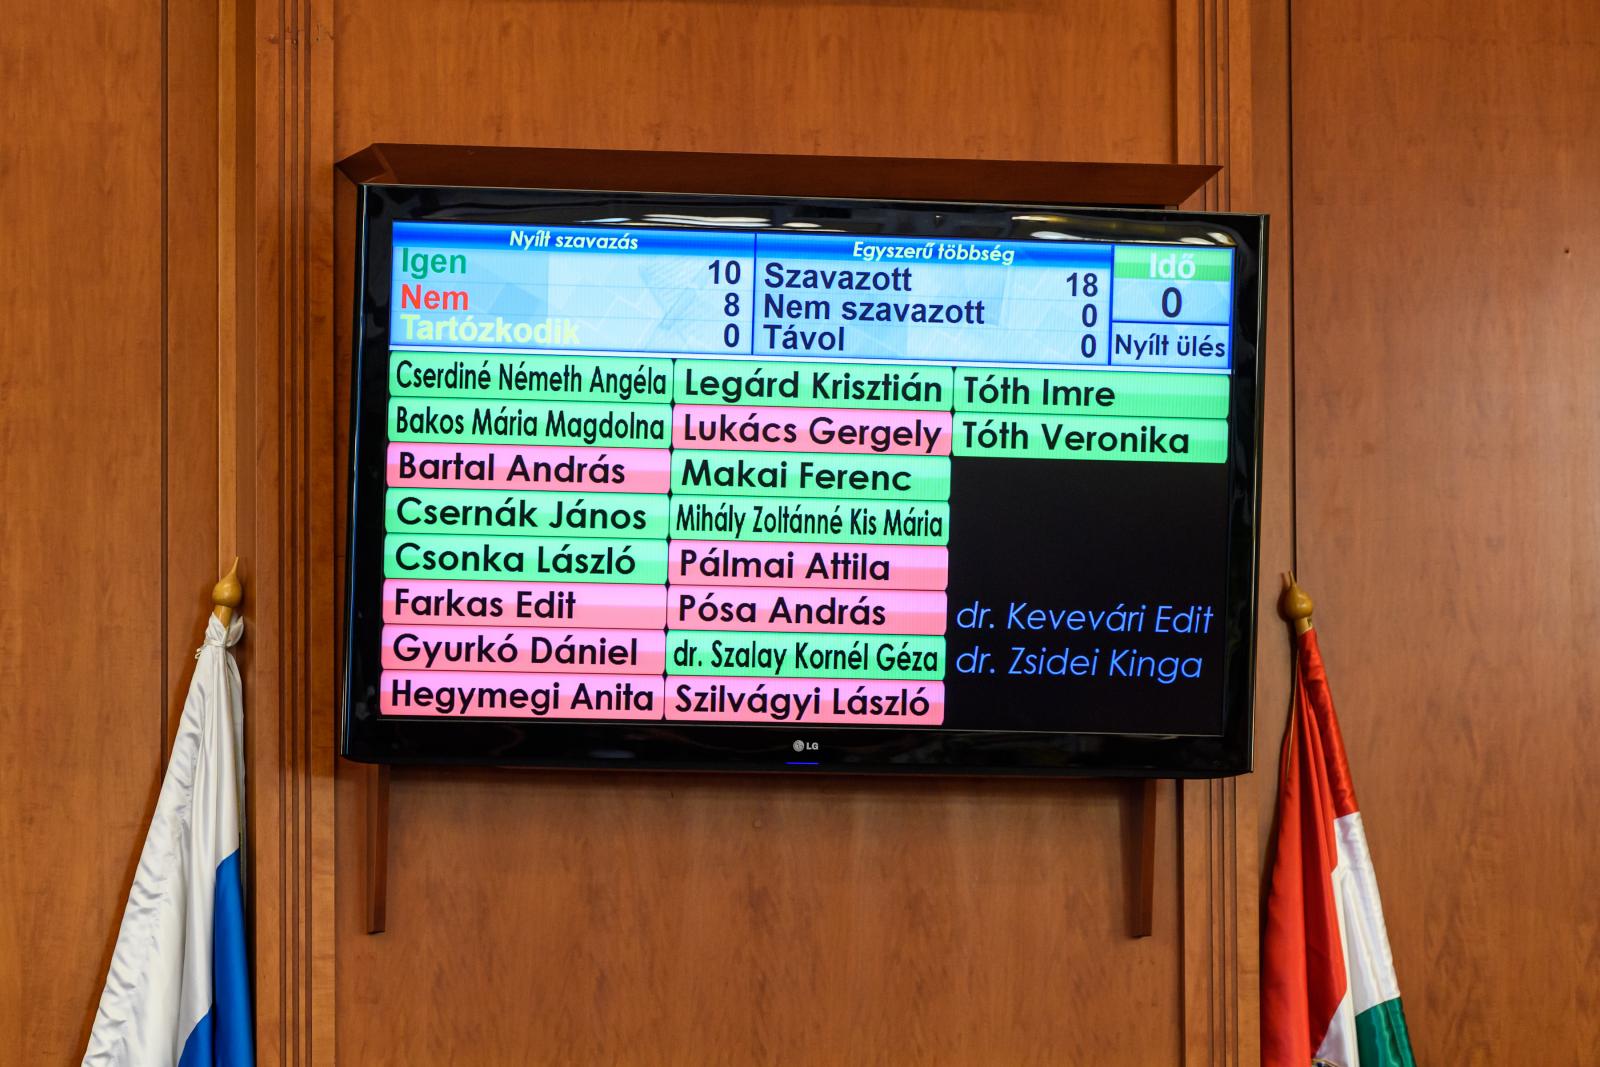 Nyílt szavazás
Igen 10
Nem 8
Tartózkodik 0
Egyszerű többség
Szavazott 18
Nem szavazott 0
Távol 0
Idő
0
Nyílt ülés
Cserdiné Németh Angéla
Bakos Mária Magdolna
Bartal András
Csernák János
Csonka László
Farkas Edit
Gyurkó Dániel
Hegymegi Anita
Legárd Krisztián
Lukács Gergely
Makai Ferenc
Mihály Zoltánné Kis Mária
Pálmai Attila
Pósa András
dr. Szalay Kornél Géza
Szilvágyi László
Tóth Imre
Tóth Veronika
dr. Kevevári Edit
dr. Zsidei Kinga
LG